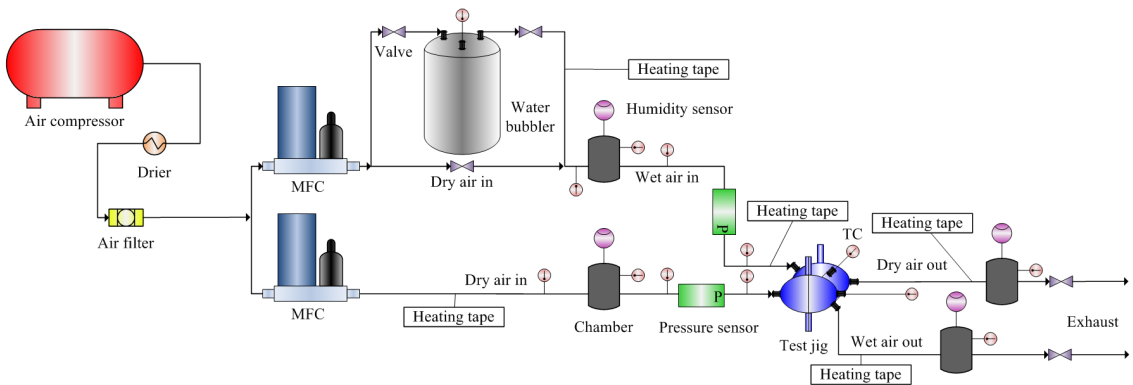 Valve
Heating tape
Air compressor
Water
bubbler
Humidity sensor
Drier
MFC
Dry air in
Wet air in
Heating tape
Heating tape
Air filter
P
TC
Dry air out
Dry air in
P
MFC
Heating tape
Chamber
Pressure sensor
Test jig
Wet air out
Exhaust
Heating tape